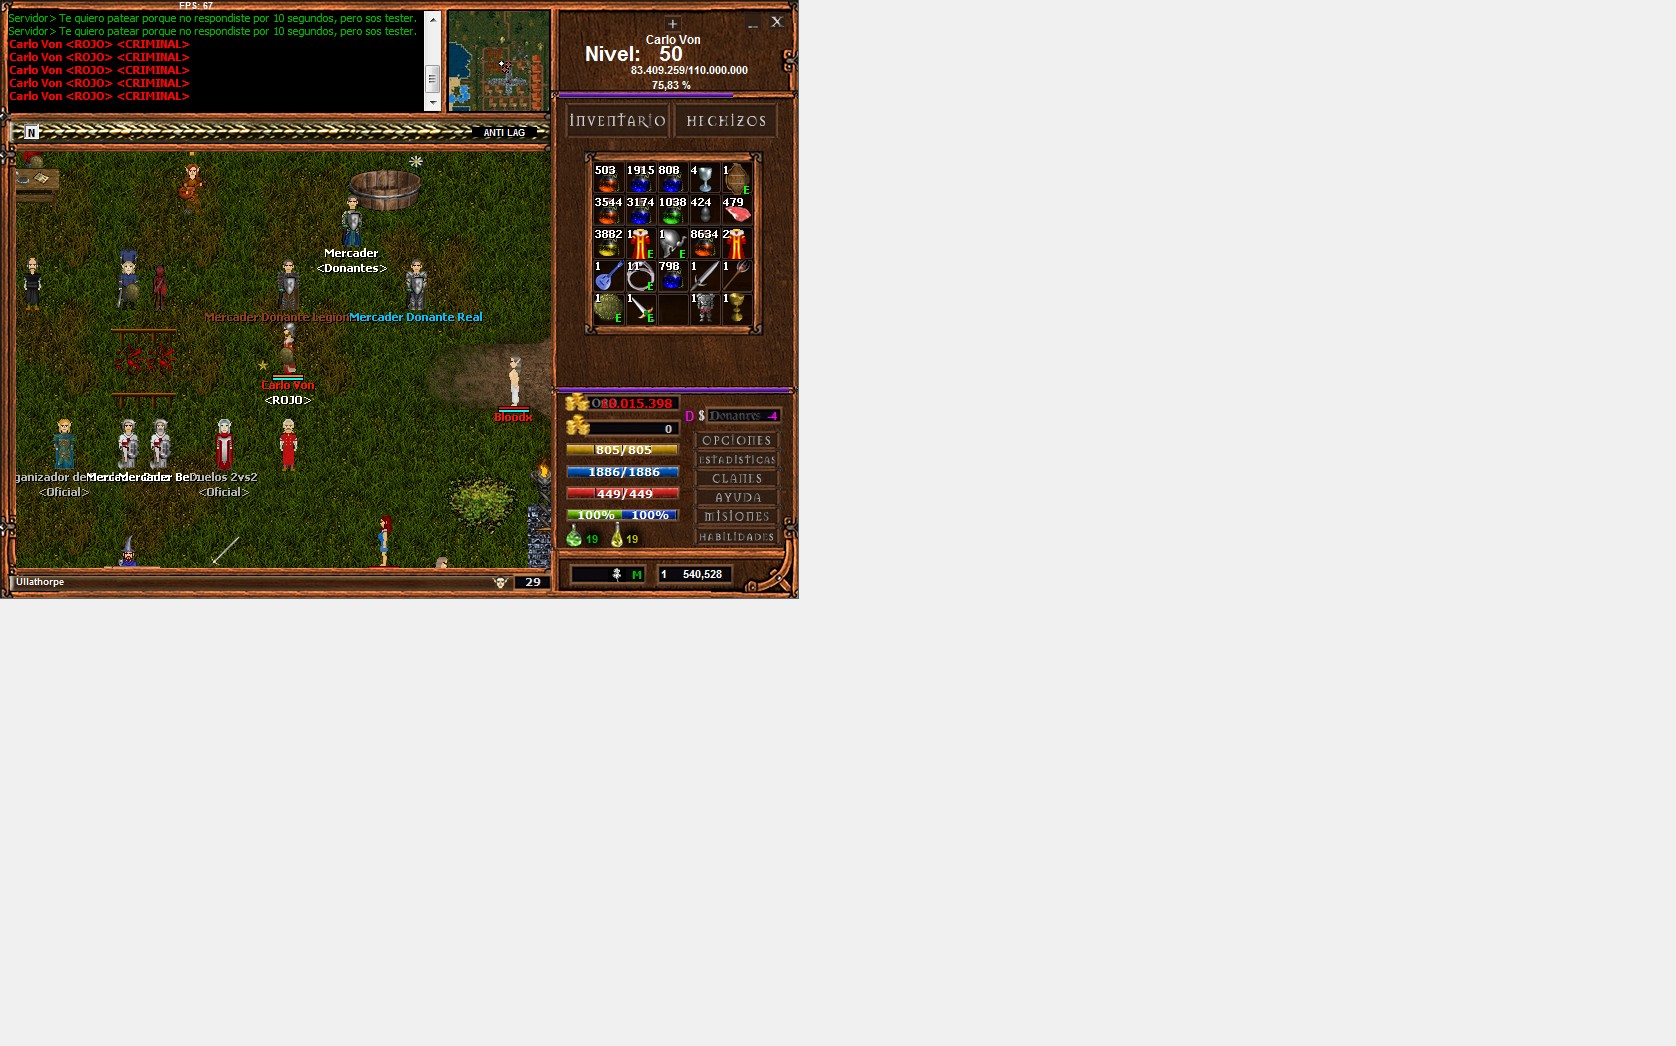 FPS: 67
Servidor> Te quiero patear porque no respondiste por 10 segundos, pero sos tester.
Servidor> Te quiero patear porque no respondiste por 10 segundos, pero sos tester.
Carlo Von <ROJO> <CRIMINAL>
Carlo Von <ROJO> <CRIMINAL>
Carlo Von <ROJO> <CRIMINAL>
Carlo Von <ROJO> <CRIMINAL>
Carlo Von <ROJO> <CRIMINAL>
N
ANTI LAG
+ _ X
Carlo Von
Nivel: 50
83.409.259/110.000.000
75,83 %
INVENTARIO HECHIZOS
503 1915 808 4 1 E
3544 3174 1038 424 479
3882 1 E 1 E 8634 2
1 11 E 798 1 1
1 E 1 E 1 1
Mercader
<Donantes>
Mercader Donante Legion
Mercader Donante Real
Carlo Von
<ROJO>
Bloodx
ganizador de
<Oficial>
Mercader Be
Duelos 2vs2
<Oficial>
0
D $ Donantes -4
805/805
1886/1886
449/449
100% 100%
19 19
OPCIONES
ESTADÍSTICAS
CLANES
AYUDA
MISIONES
HABILIDADES
Ullathorpe
29
M
1 540,528